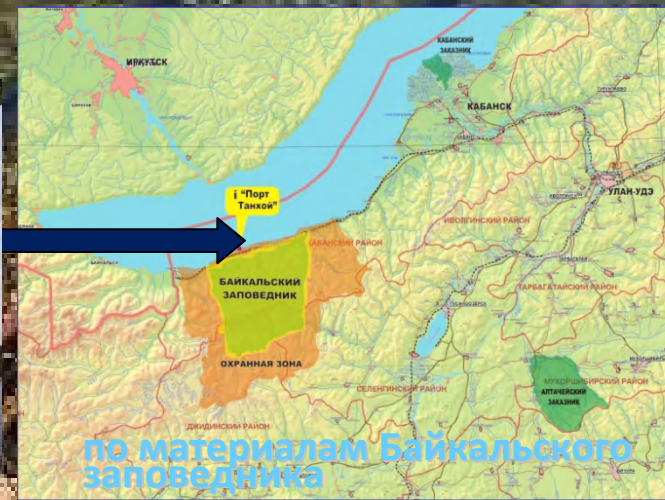 КАБАНСКИЙ
ЗАКАЗНИК
ИРКУТСК
КАБАНСК
УЛАН-УДЭ
i "Порт
Танхой"
ИВОЛГИНСКИЙ РАЙОН
КАБАНСКИЙ РАЙОН
БАЙКАЛЬСК
БАЙКАЛЬСКИЙ
ЗАПОВЕДНИК
ТАРБАГАТАЙСКИЙ РАЙОН
ОХРАННАЯ ЗОНА
СЕЛЕНГИНСКИЙ РАЙОН
МУХОРШИБИРСКИЙ РАЙОН
АЛТАЧЕЙСКИЙ
ЗАКАЗНИК
ДЖИДИНСКИЙ РАЙОН
по материалам Байкальского
заповедника